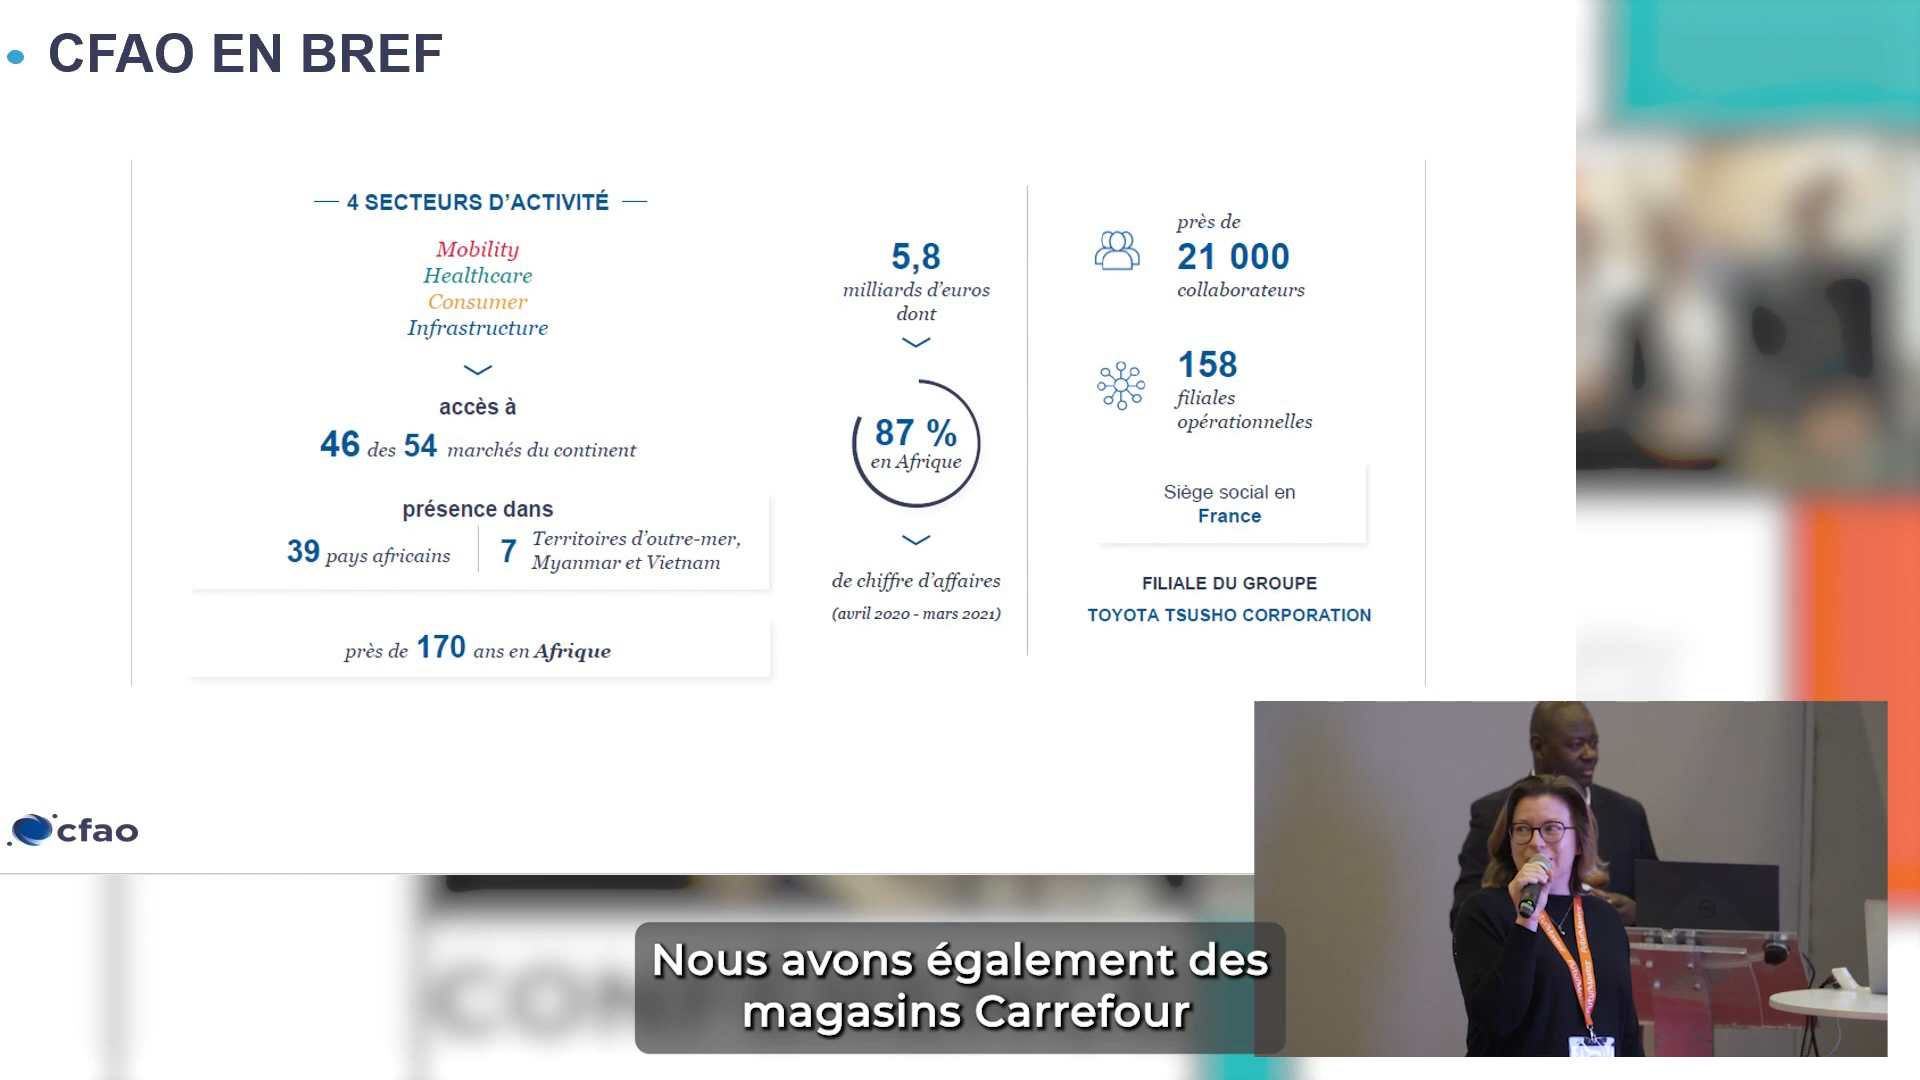 • CFAO EN BREF
4 SECTEURS D'ACTIVITÉ
Mobility
Healthcare
Consumer
Infrastructure
accès à
46 des 54 marchés du continent
présence dans
39 pays africains
7 Territoires d'outre-mer,
Myanmar et Vietnam
près de 170 ans en Afrique
5,8
milliards d'euros
dont
87 %
en Afrique
de chiffre d'affaires
(avril 2020 - mars 2021)
près de
21 000
collaborateurs
158
filiales
opérationnelles
Siège social en
France
FILIALE DU GROUPE
TOYOTA TSUSHO CORPORATION
cfao
Nous avons également des
magasins Carrefour